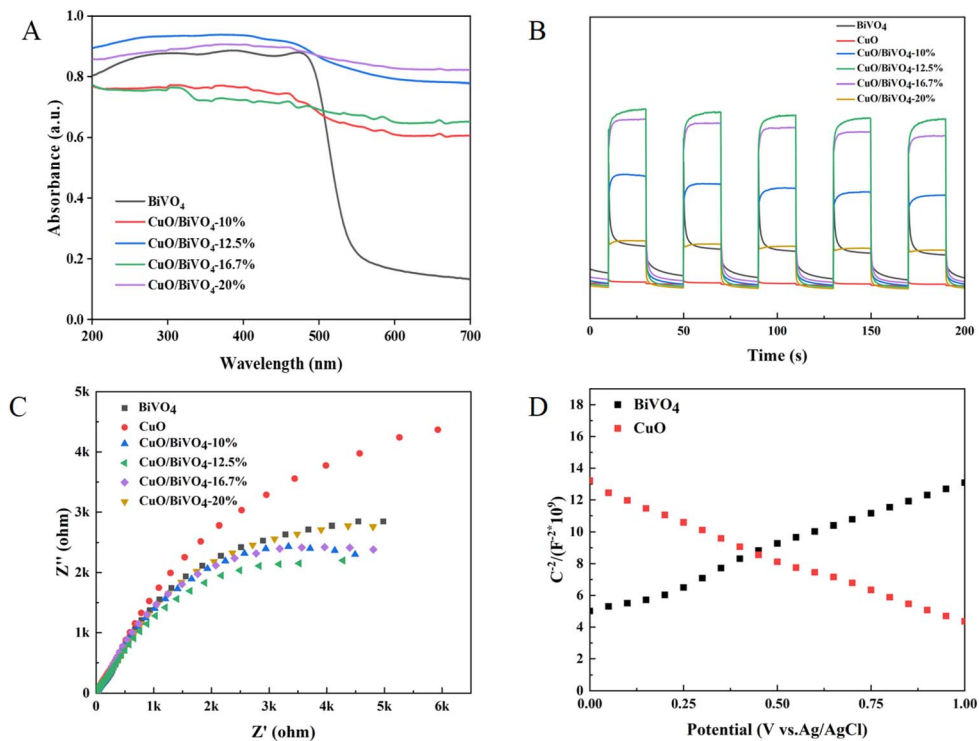 A
Absorbance (a.u.)
1.0
0.8
0.6
0.4
0.2
0.0
BiVO₄
CuO/BiVO₄-10%
CuO/BiVO₄-12.5%
CuO/BiVO₄-16.7%
CuO/BiVO₄-20%
200 300 400 500 600 700
Wavelength (nm)
B
BiVO₄
CuO
CuO/BiVO₄-10%
CuO/BiVO₄-12.5%
CuO/BiVO₄-16.7%
CuO/BiVO₄-20%
0 50 100 150 200
Time (s)
C
Z'' (ohm)
5k
4k
3k
2k
1k
0
BiVO₄
CuO
CuO/BiVO₄-10%
CuO/BiVO₄-12.5%
CuO/BiVO₄-16.7%
CuO/BiVO₄-20%
0 1k 2k 3k 4k 5k 6k
Z' (ohm)
D
C⁻²/(F⁻²*10⁹)
18
16
14
12
10
8
6
4
2
0
BiVO₄
CuO
0.00 0.25 0.50 0.75 1.00
Potential (V vs.Ag/AgCl)